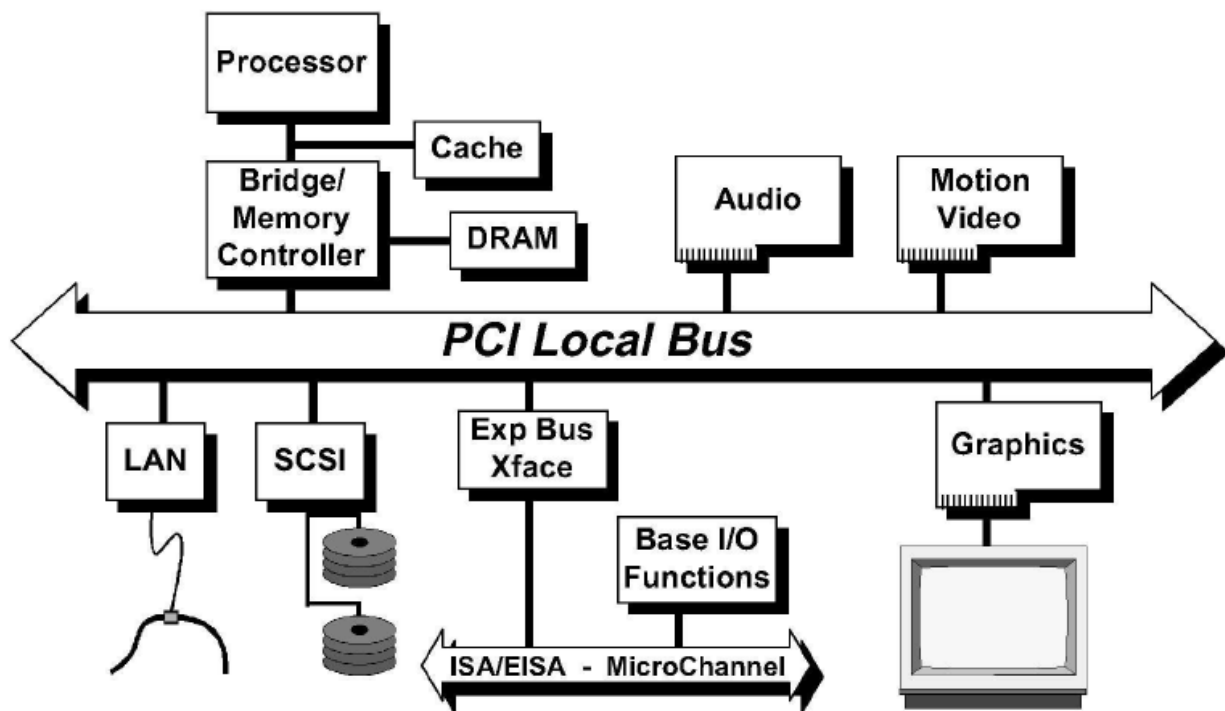 Processor
Cache
Bridge/
Memory
Controller
DRAM
Audio
Motion
Video
PCI Local Bus
LAN
SCSI
Exp Bus
Xface
Graphics
Base I/O
Functions
ISA/EISA - MicroChannel